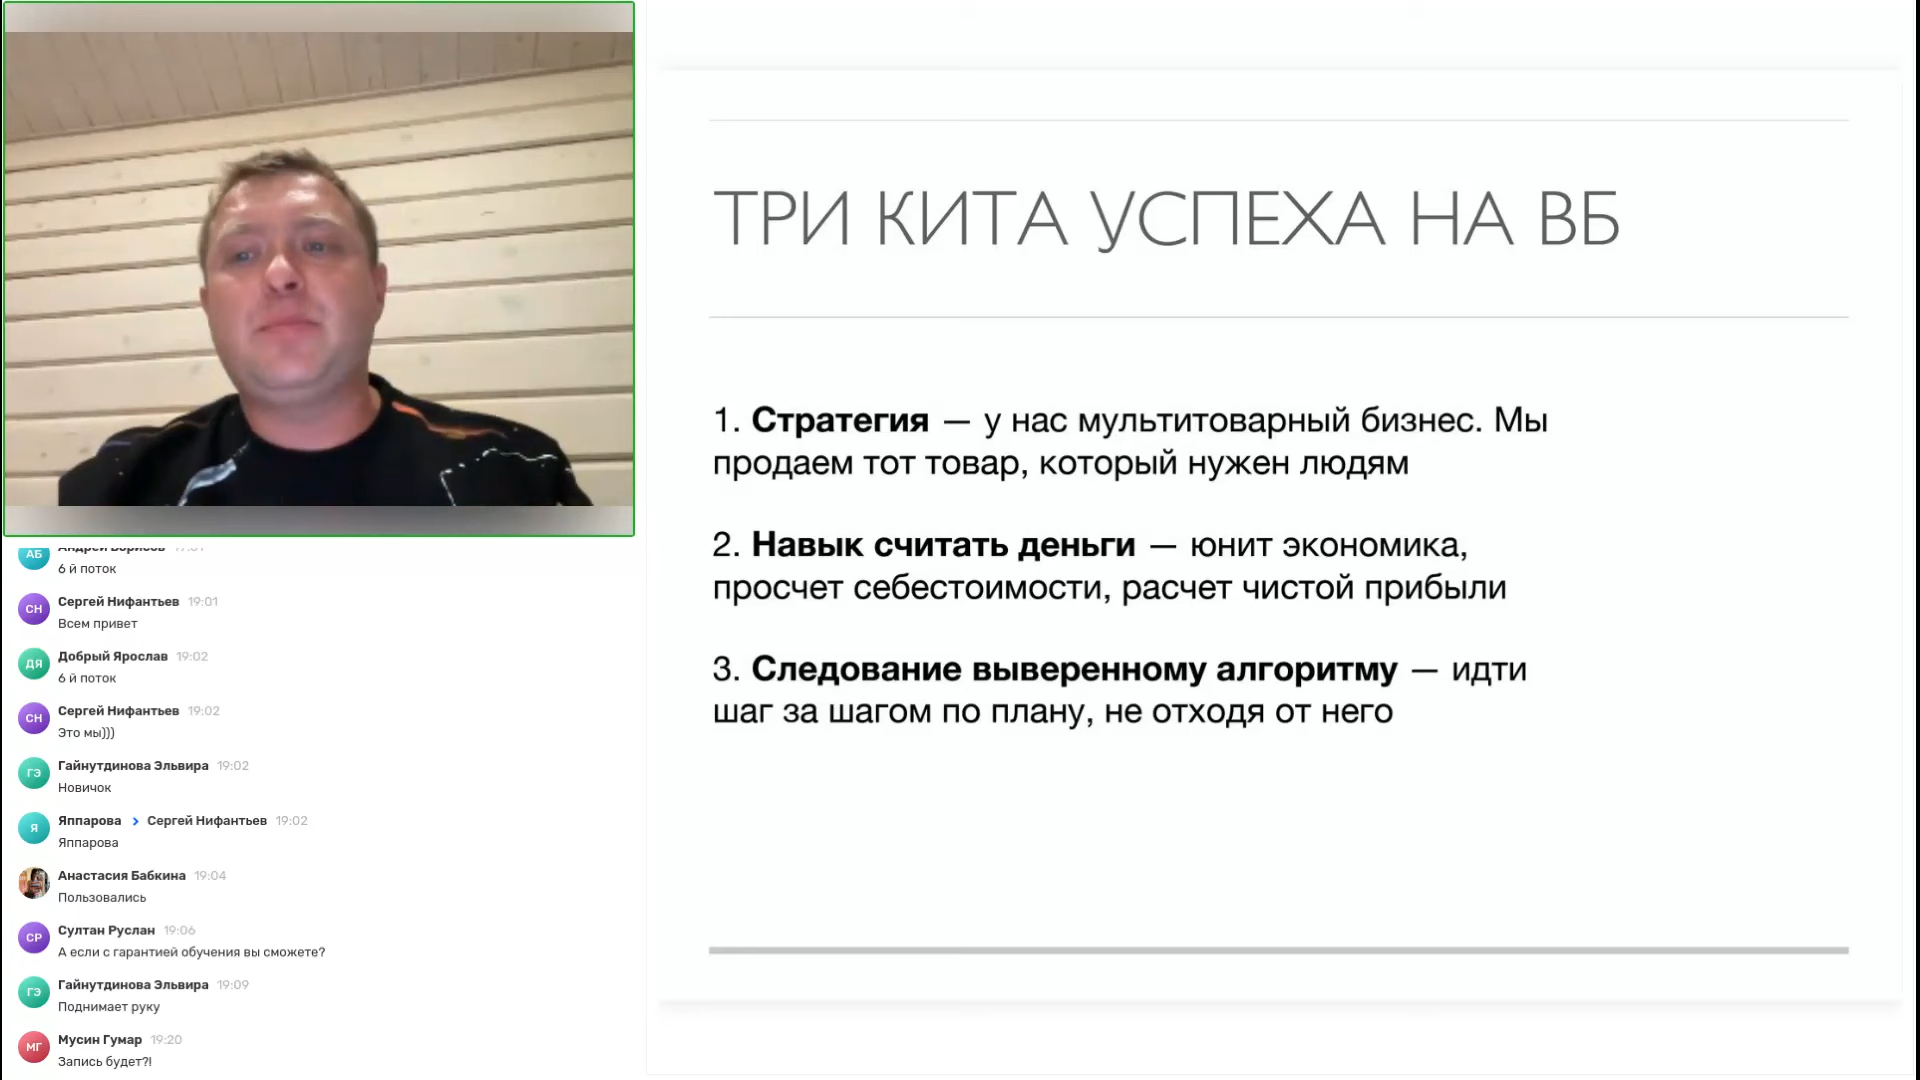 АБ Андрей Борисов
6 й поток
СН Сергей Нифантьев 19:01
Всем привет
ДЯ Добрый Ярослав 19:02
6 й поток
СН Сергей Нифантьев 19:02
Это мы)))
ГЭ Гайнутдинова Эльвира 19:02
Новичок
Я Яппарова > Сергей Нифантьев 19:02
Яппарова
Анастасия Бабкина 19:04
Пользовались
СР Султан Руслан 19:06
А если с гарантией обучения вы сможете?
ГЭ Гайнутдинова Эльвира 19:09
Поднимает руку
МГ Мусин Гумар 19:20
Запись будет?!
ТРИ КИТА УСПЕХА НА ВБ
1. Стратегия — у нас мультитоварный бизнес. Мы
продаем тот товар, который нужен людям
2. Навык считать деньги — юнит экономика,
просчет себестоимости, расчет чистой прибыли
3. Следование выверенному алгоритму — идти
шаг за шагом по плану, не отходя от него